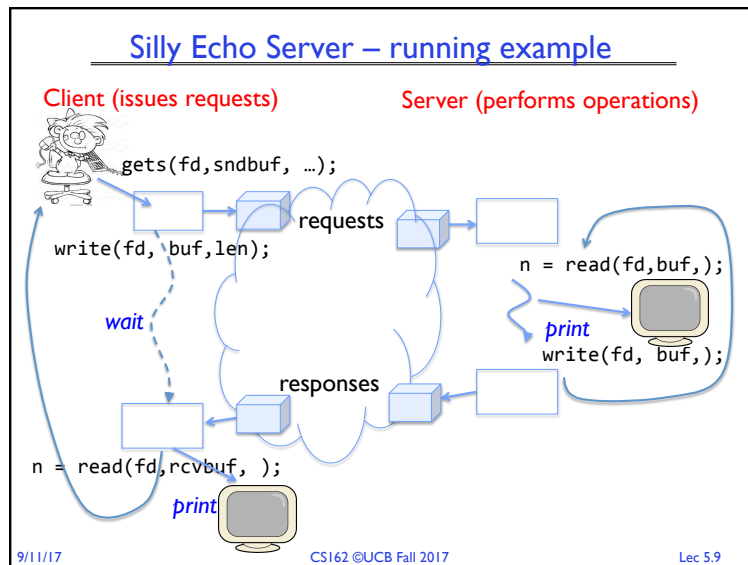 Silly Echo Server – running example
Client (issues requests)
Server (performs operations)
gets(fd,sndbuf, …);
requests
write(fd, buf,len);
n = read(fd,buf,);
wait
print
write(fd, buf,);
responses
n = read(fd,rcvbuf, );
print
9/11/17
CS162 ©UCB Fall 2017
Lec 5.9